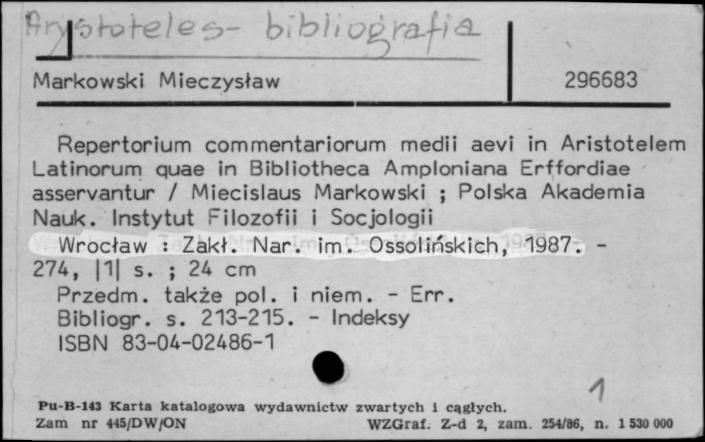 Arystoteles - bibliografia
Markowski Mieczysław 296683
Repertorium commentariorum medii aevi in Aristotelem
Latinorum quae in Bibliotheca Amploniana Erffordiae
asservantur / Miecislaus Markowski ; Polska Akademia
Nauk. Instytut Filozofii i Socjologii
Wrocław : Zakł. Nar. im. Ossolińskich, 1987. -
274, |1| s. ; 24 cm
Przedm. także pol. i niem. - Err.
Bibliogr. s. 213-215. - Indeksy
ISBN 83-04-02486-1
1
Pu-B-143 Karta katalogowa wydawnictw zwartych i ciągłych.
Zam nr 445/DW/ON WZGraf. Z-d 2, zam. 254/86, n. 1 530 000